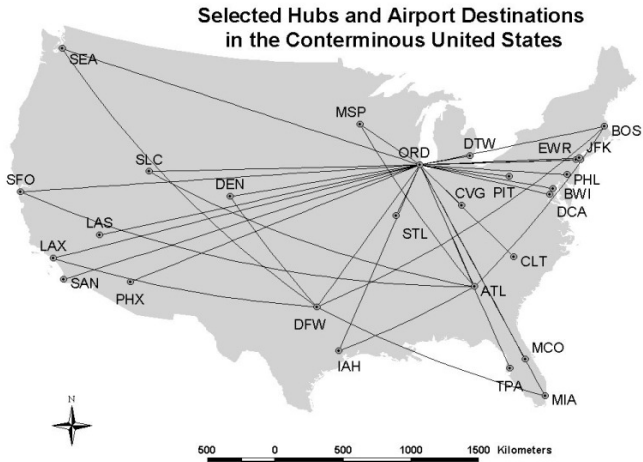 Selected Hubs and Airport Destinations
in the Conterminous United States
SEA
MSP
BOS
ORD
DTW
EWR
JFK
SLC
SFO
DEN
CVG
PIT
PHL
BWI
DCA
LAS
STL
LAX
CLT
SAN
PHX
ATL
DFW
IAH
MCO
TPA
MIA
N
500 0 500 1000 1500 Kilometers